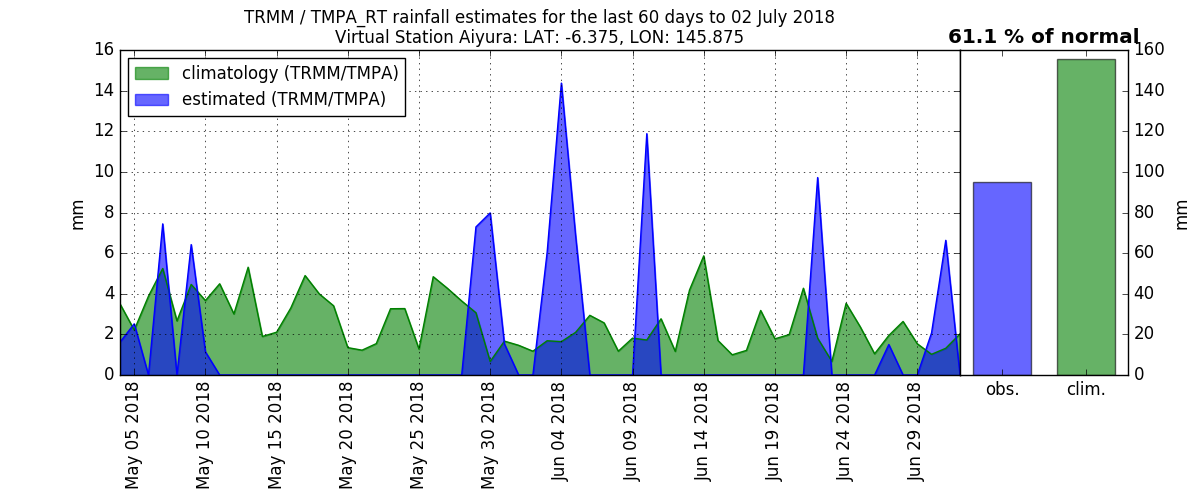 TRMM / TMPA_RT rainfall estimates for the last 60 days to 02 July 2018
Virtual Station Aiyura: LAT: -6.375, LON: 145.875
61.1 % of normal
climatology (TRMM/TMPA)
estimated (TRMM/TMPA)
mm
16
14
12
10
8
6
4
2
0
May 05 2018
May 10 2018
May 15 2018
May 20 2018
May 25 2018
May 30 2018
Jun 04 2018
Jun 09 2018
Jun 14 2018
Jun 19 2018
Jun 24 2018
Jun 29 2018
obs.
clim.
160
140
120
100
80
60
40
20
0
mm